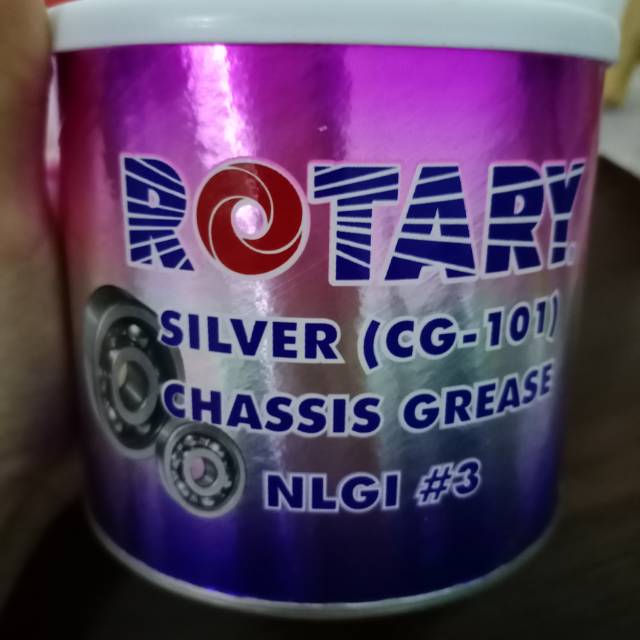 ROTARY
SILVER (CG-101)
CHASSIS GREASE
NLGI #3